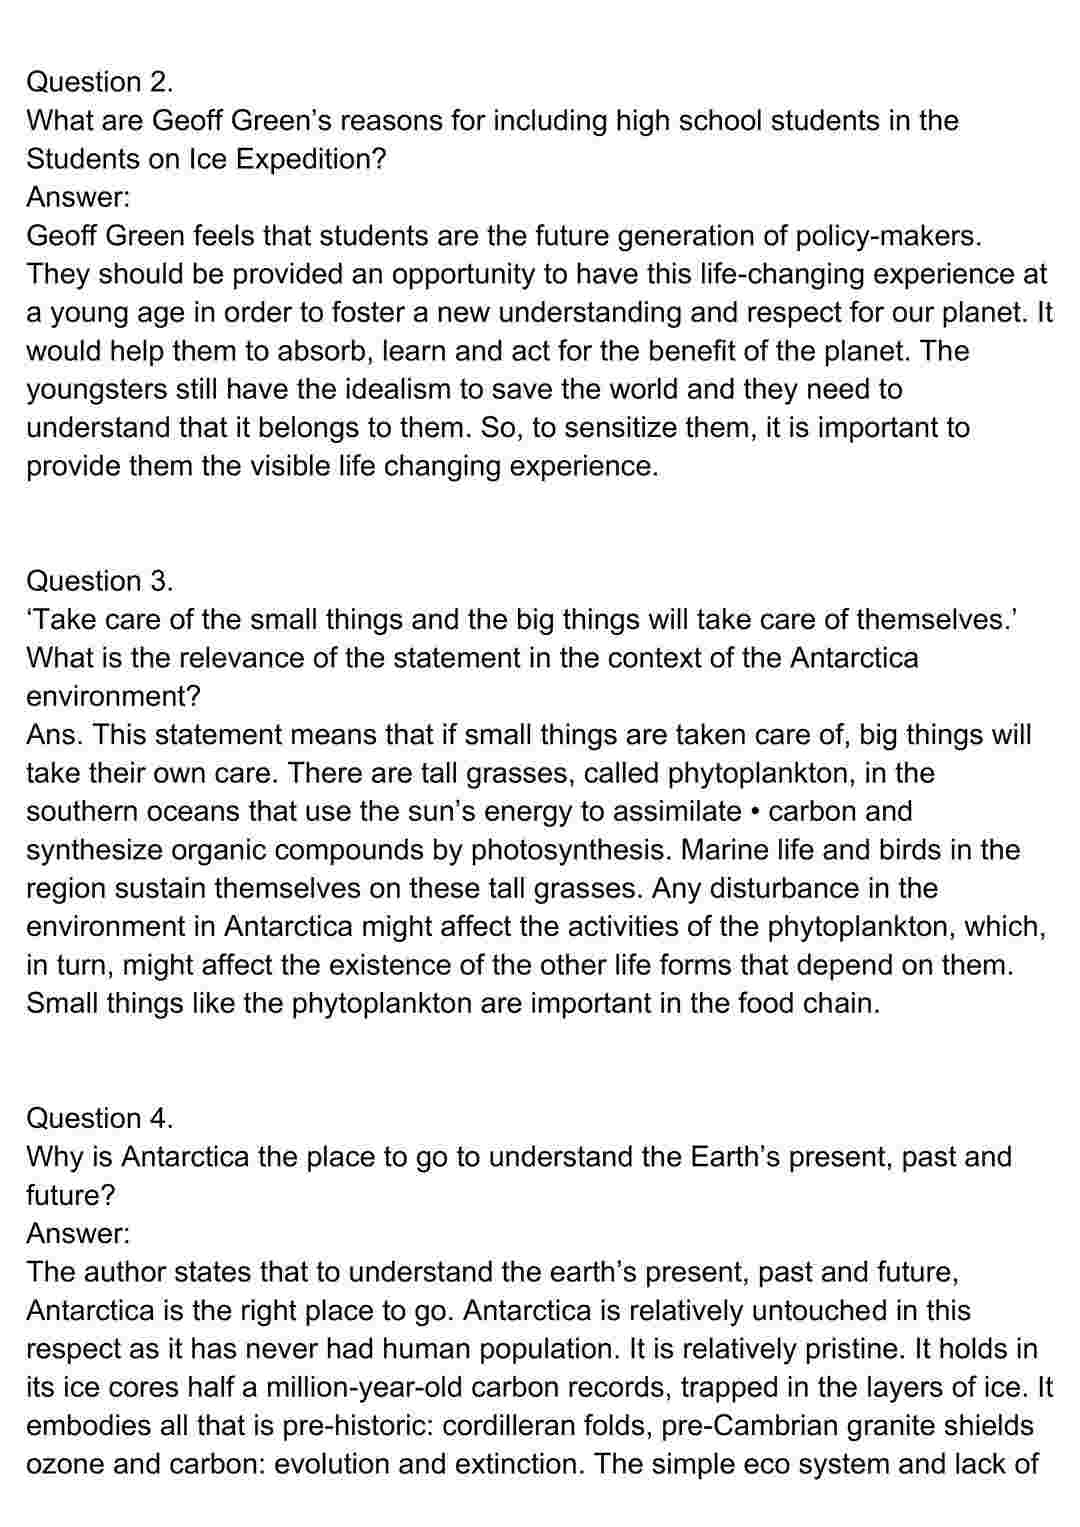 Question 2.
What are Geoff Green’s reasons for including high school students in the
Students on Ice Expedition?
Answer:
Geoff Green feels that students are the future generation of policy-makers.
They should be provided an opportunity to have this life-changing experience at
a young age in order to foster a new understanding and respect for our planet. It
would help them to absorb, learn and act for the benefit of the planet. The
youngsters still have the idealism to save the world and they need to
understand that it belongs to them. So, to sensitize them, it is important to
provide them the visible life changing experience.
Question 3.
‘Take care of the small things and the big things will take care of themselves.’
What is the relevance of the statement in the context of the Antarctica
environment?
Ans. This statement means that if small things are taken care of, big things will
take their own care. There are tall grasses, called phytoplankton, in the
southern oceans that use the sun’s energy to assimilate • carbon and
synthesize organic compounds by photosynthesis. Marine life and birds in the
region sustain themselves on these tall grasses. Any disturbance in the
environment in Antarctica might affect the activities of the phytoplankton, which,
in turn, might affect the existence of the other life forms that depend on them.
Small things like the phytoplankton are important in the food chain.
Question 4.
Why is Antarctica the place to go to understand the Earth’s present, past and
future?
Answer:
The author states that to understand the earth’s present, past and future,
Antarctica is the right place to go. Antarctica is relatively untouched in this
respect as it has never had human population. It is relatively pristine. It holds in
its ice cores half a million-year-old carbon records, trapped in the layers of ice. It
embodies all that is pre-historic: cordilleran folds, pre-Cambrian granite shields
ozone and carbon: evolution and extinction. The simple eco system and lack of